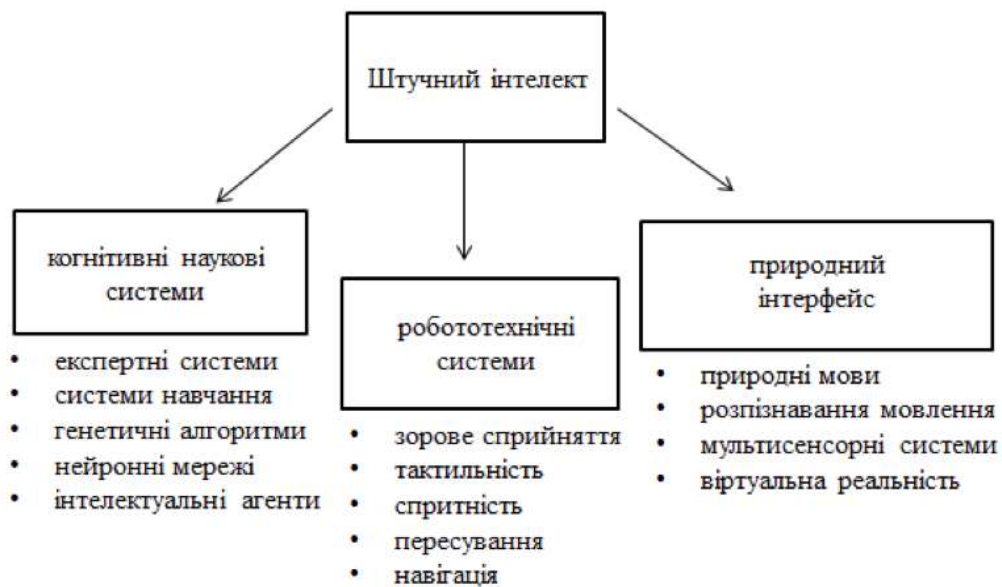 Штучний інтелект
когнітивні наукові
системи
• експертні системи
• системи навчання
• генетичні алгоритми
• нейронні мережі
• інтелектуальні агенти
робототехнічні
системи
• зорове сприйняття
• тактильність
• спритність
• пересування
• навігація
природний
інтерфейс
• природні мови
• розпізнавання мовлення
• мультисенсорні системи
• віртуальна реальність